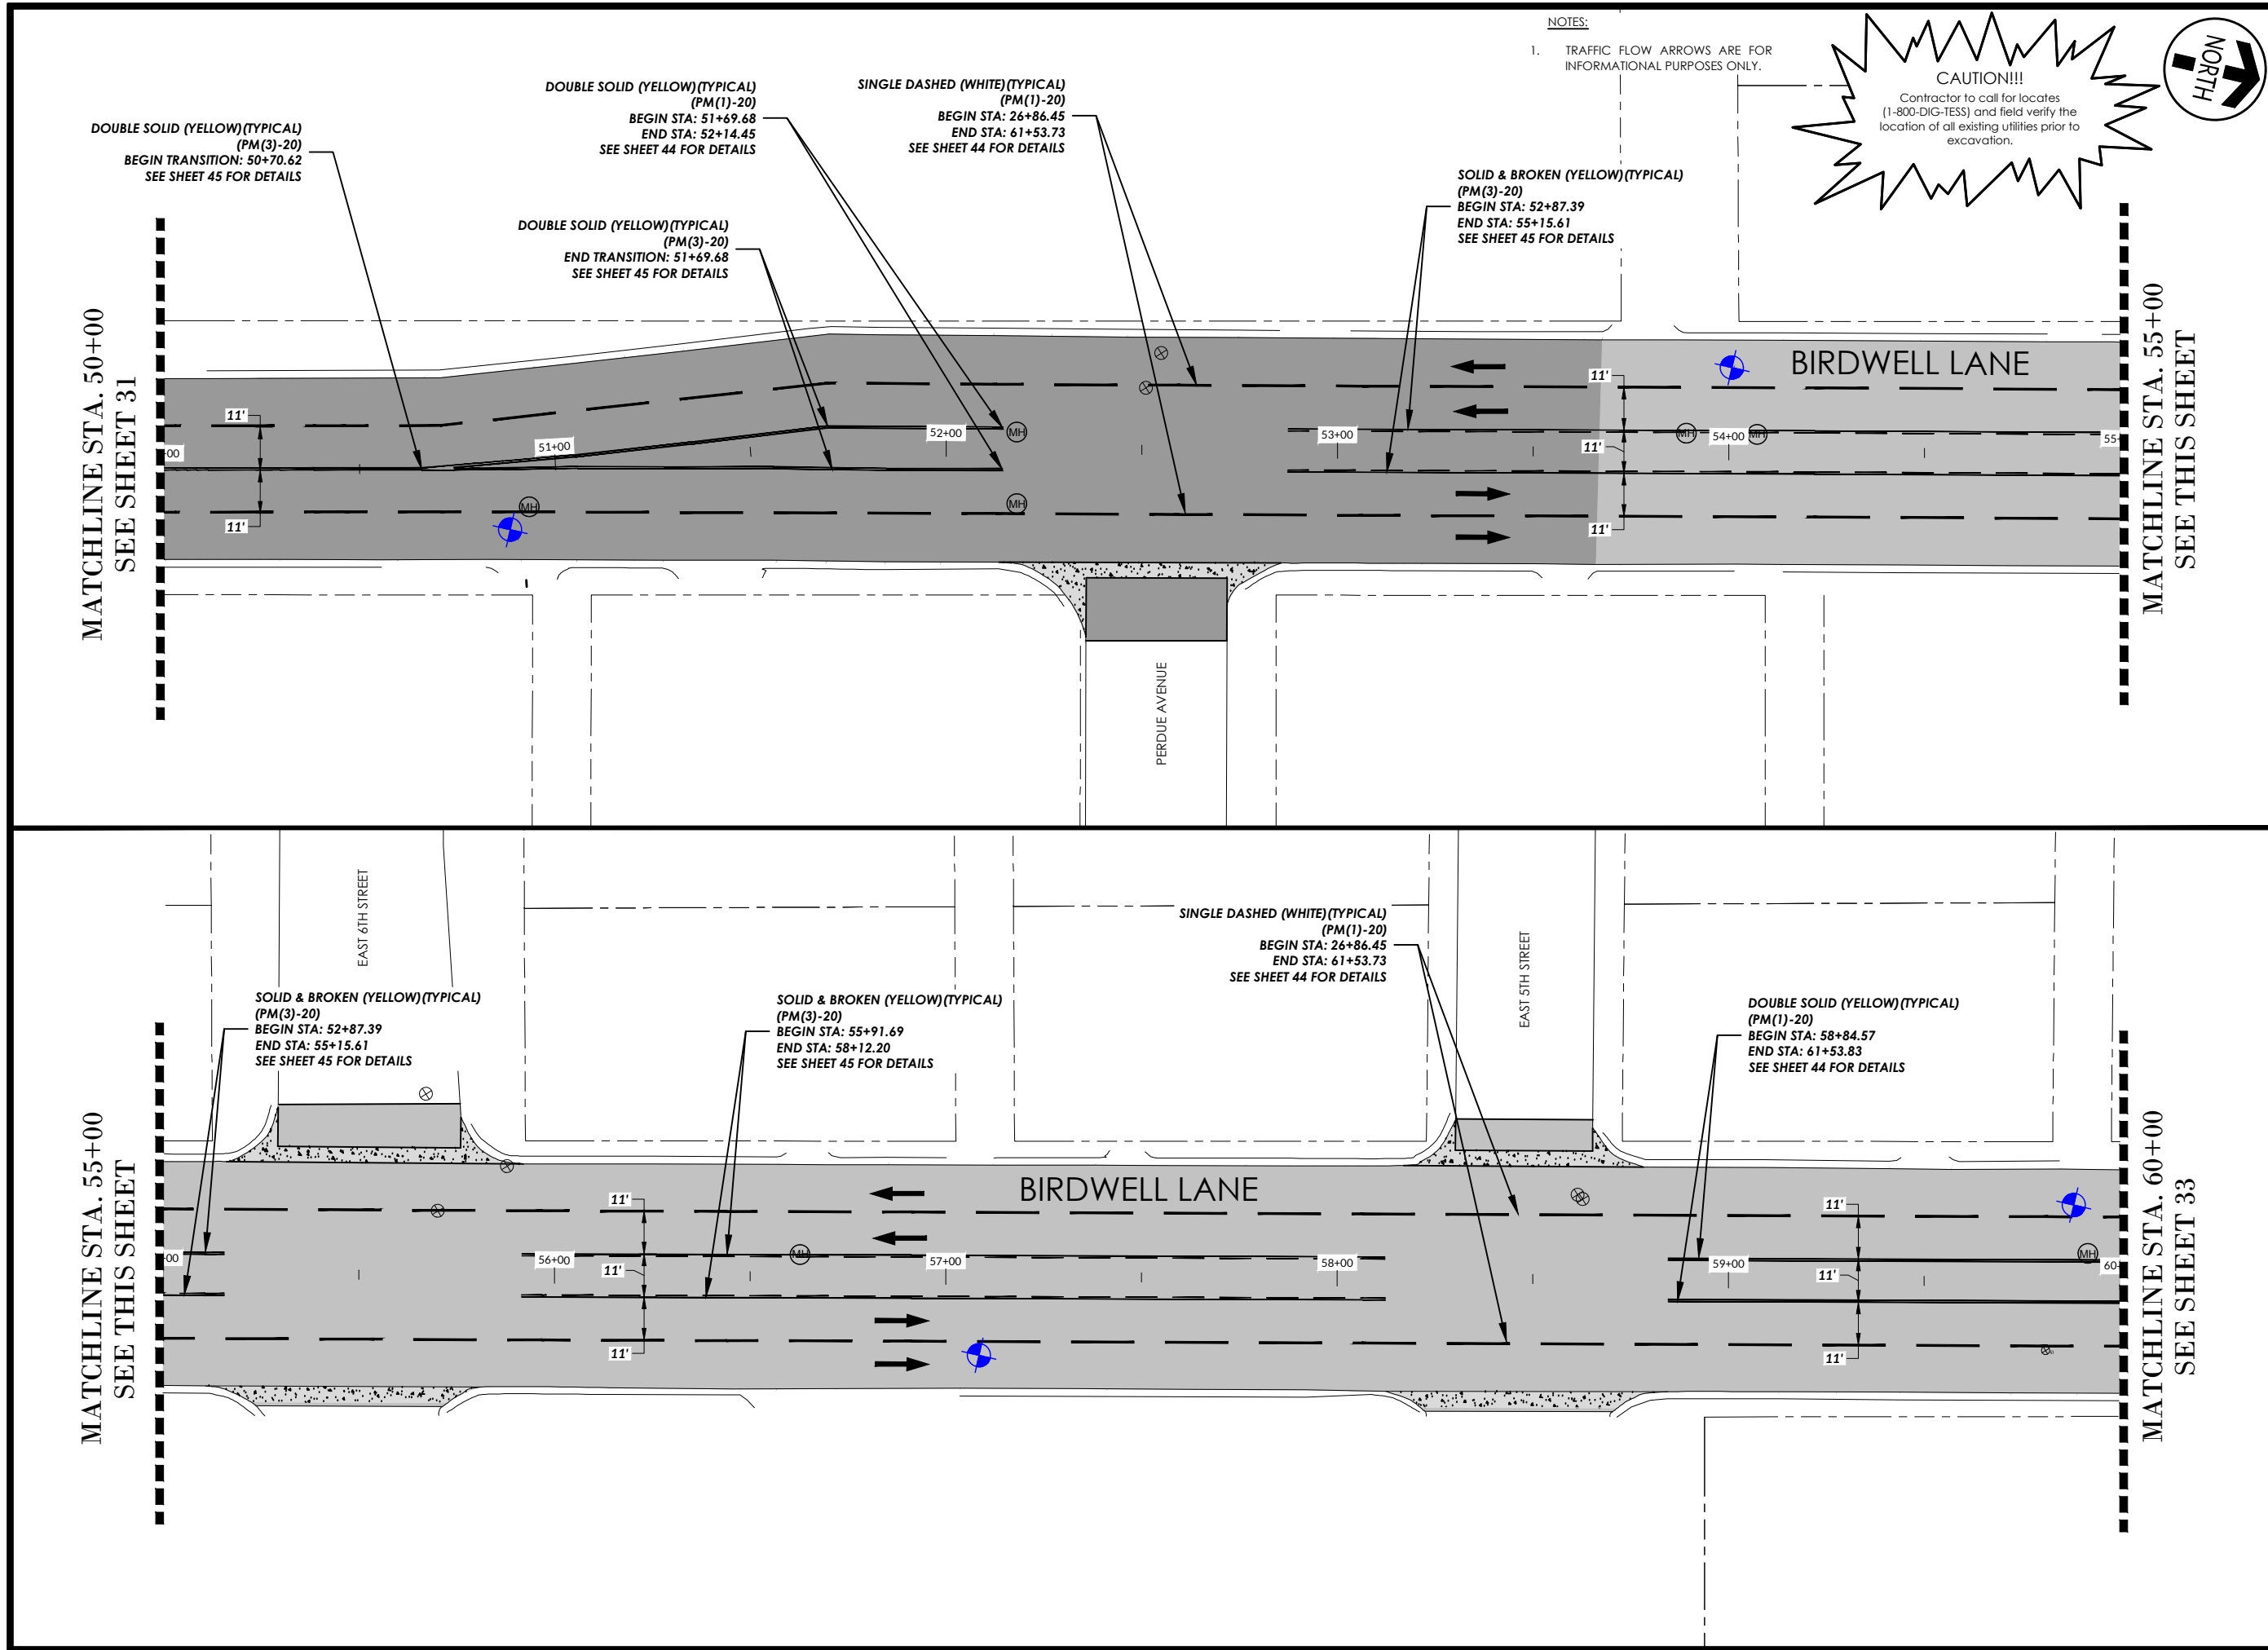 NOTES:
1. TRAFFIC FLOW ARROWS ARE FOR
INFORMATIONAL PURPOSES ONLY.
CAUTION!!!
Contractor to call for locates
(1-800-DIG-TESS) and field verify the
location of all existing utilities prior to
excavation.
NORTH
DOUBLE SOLID (YELLOW)(TYPICAL)
(PM(3)-20)
BEGIN TRANSITION: 50+70.62
SEE SHEET 45 FOR DETAILS
DOUBLE SOLID (YELLOW)(TYPICAL)
(PM(1)-20)
BEGIN STA: 51+69.68
END STA: 52+14.45
SEE SHEET 44 FOR DETAILS
DOUBLE SOLID (YELLOW)(TYPICAL)
(PM(3)-20)
END TRANSITION: 51+69.68
SEE SHEET 45 FOR DETAILS
SINGLE DASHED (WHITE)(TYPICAL)
(PM(1)-20)
BEGIN STA: 26+86.45
END STA: 61+53.73
SEE SHEET 44 FOR DETAILS
SOLID & BROKEN (YELLOW)(TYPICAL)
(PM(3)-20)
BEGIN STA: 52+87.39
END STA: 55+15.61
SEE SHEET 45 FOR DETAILS
MATCHLINE STA. 50+00
SEE SHEET 31
MATCHLINE STA. 55+00
SEE THIS SHEET
BIRDWELL LANE
11'
11'
11'
11'
11'
+00
51+00
52+00
53+00
54+00
55+
MH
MH
MH
MH
MH
PERDUE AVENUE
EAST 6TH STREET
EAST 5TH STREET
SOLID & BROKEN (YELLOW)(TYPICAL)
(PM(3)-20)
BEGIN STA: 52+87.39
END STA: 55+15.61
SEE SHEET 45 FOR DETAILS
SOLID & BROKEN (YELLOW)(TYPICAL)
(PM(3)-20)
BEGIN STA: 55+91.69
END STA: 58+12.20
SEE SHEET 45 FOR DETAILS
SINGLE DASHED (WHITE)(TYPICAL)
(PM(1)-20)
BEGIN STA: 26+86.45
END STA: 61+53.73
SEE SHEET 44 FOR DETAILS
DOUBLE SOLID (YELLOW)(TYPICAL)
(PM(1)-20)
BEGIN STA: 58+84.57
END STA: 61+53.83
SEE SHEET 44 FOR DETAILS
MATCHLINE STA. 55+00
SEE THIS SHEET
MATCHLINE STA. 60+00
SEE SHEET 33
BIRDWELL LANE
11'
11'
11'
11'
11'
11'
+00
56+00
57+00
58+00
59+00
60+
MH
MH